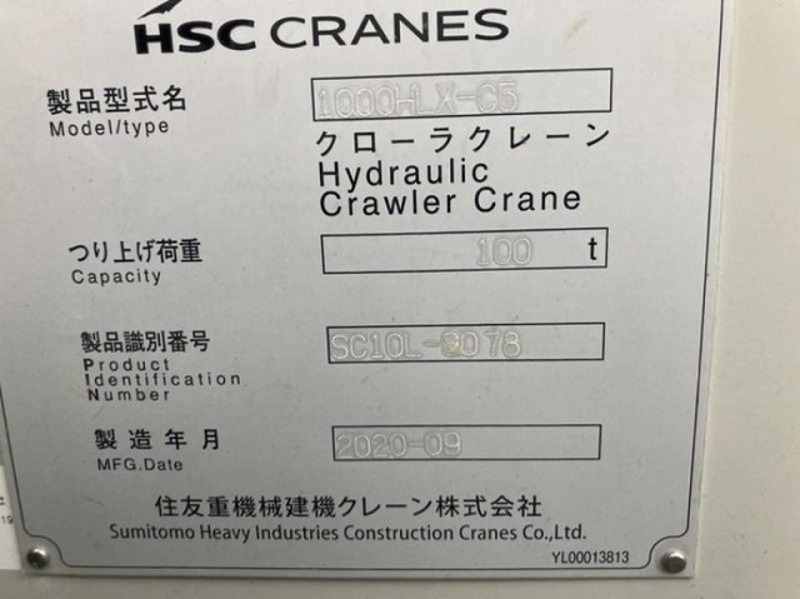 HSC CRANES
製品型式名 1000HLX-C5
Model/type
クローラクレーン
Hydraulic
Crawler Crane
つり上げ荷重 100 t
Capacity
製品識別番号
Product
Identification
Number
製造年月 2020-09
MFG.Date
住友重機械建機クレーン株式会社
Sumitomo Heavy Industries Construction Cranes Co.,Ltd.
YL00013813